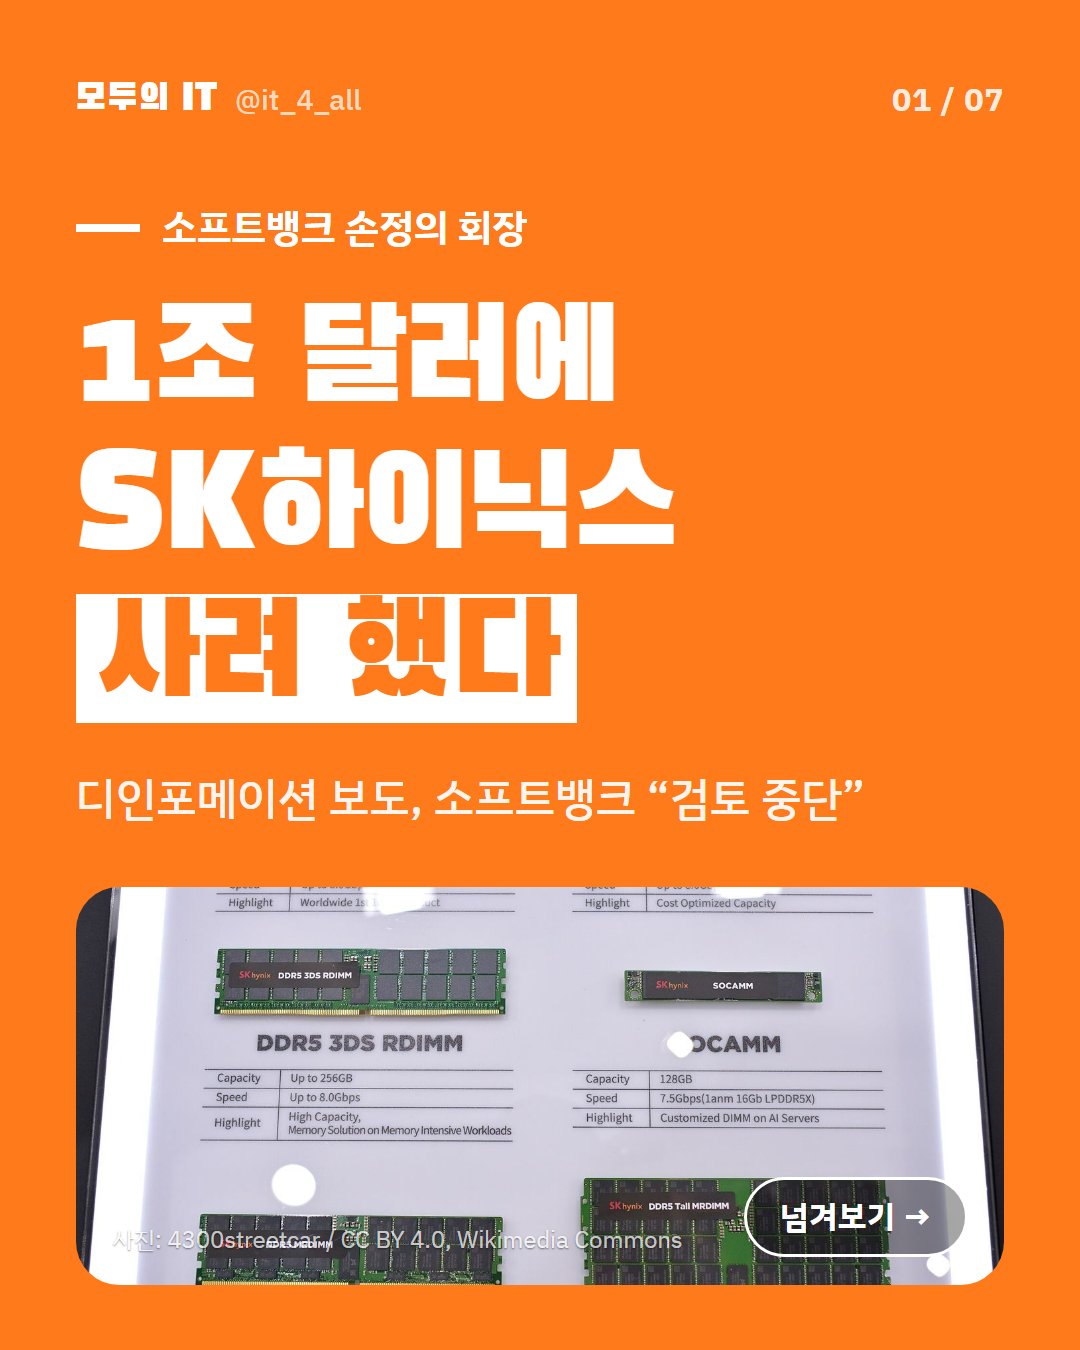 모두의 IT @it_4_all
01 / 07
소프트뱅크 손정의 회장
1조 달러에
SK하이닉스
사려 했다
디인포메이션 보도, 소프트뱅크 “검토 중단”
Highlight Worldwide 1st
Highlight Cost Optimized Capacity
SK hynix DDR5 3DS RDIMM
SK hynix SOCAMM
DDR5 3DS RDIMM
OCAMM
Capacity Up to 256GB
Speed Up to 8.0Gbps
Highlight High Capacity,
Memory Solution on Memory Intensive Workloads
Capacity 128GB
Speed 7.5Gbps(1anm 16Gb LPDDR5X)
Highlight Customized DIMM on AI Servers
SK hynix DDR5 Tall MRDIMM
넘겨보기 →
사진: 4300streetcar / CC BY 4.0, Wikimedia Commons